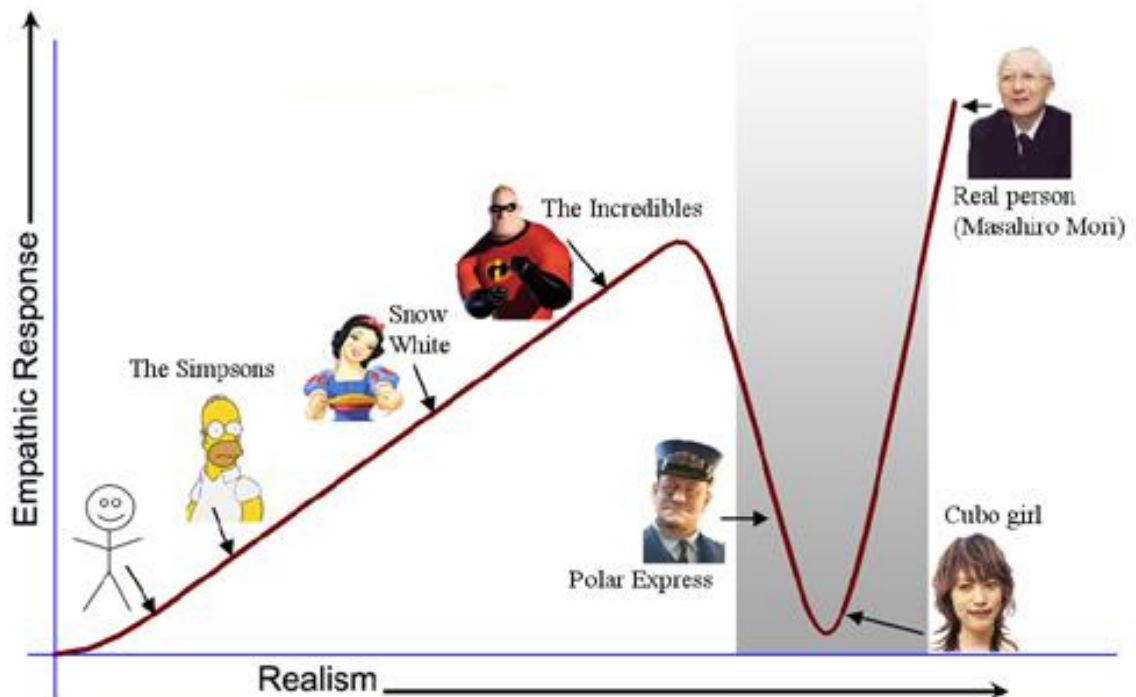 The Incredibles
Real person
(Masahiro Mori)
Snow
White
The Simpsons
Empathic Response
Cubo girl
Polar Express
Realism